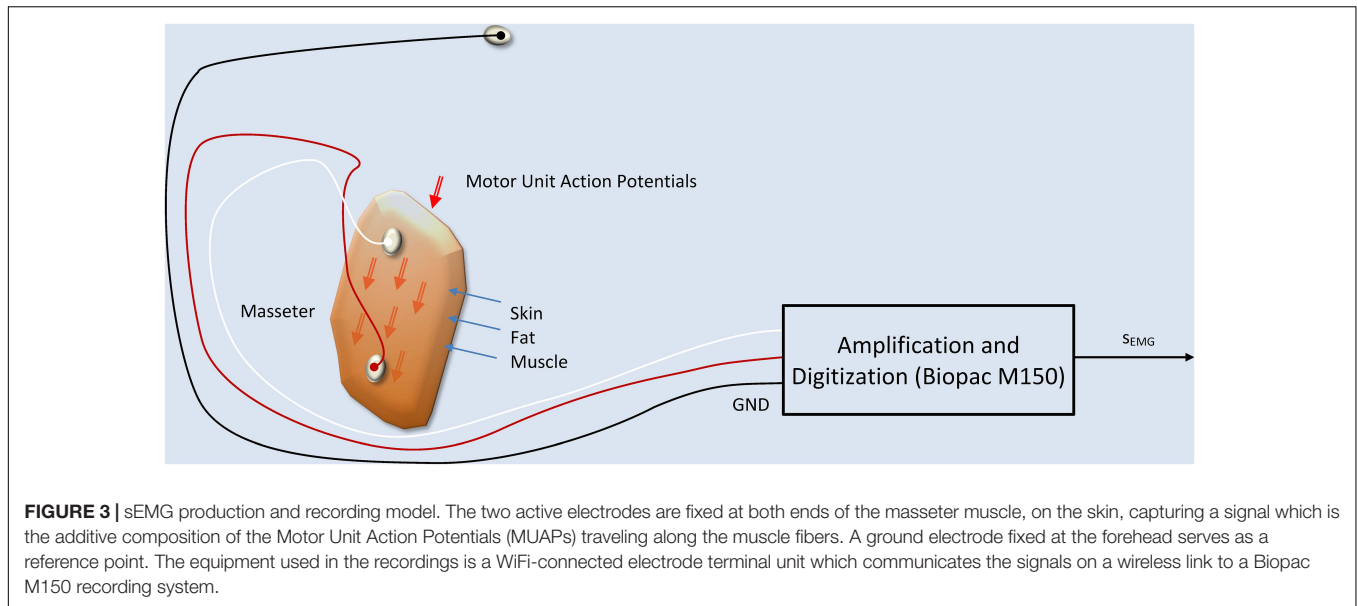 Motor Unit Action Potentials
Masseter
Skin
Fat
Muscle
Amplification and
Digitization (Biopac M150)
GND
sEMG
FIGURE 3 | sEMG production and recording model. The two active electrodes are fixed at both ends of the masseter muscle, on the skin, capturing a signal which is
the additive composition of the Motor Unit Action Potentials (MUAPs) traveling along the muscle fibers. A ground electrode fixed at the forehead serves as a
reference point. The equipment used in the recordings is a WiFi-connected electrode terminal unit which communicates the signals on a wireless link to a Biopac
M150 recording system.